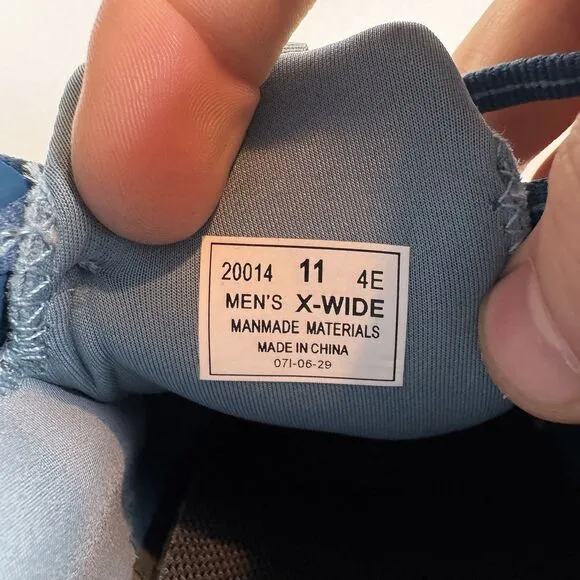 20014 11 4E
MEN'S X-WIDE
MANMADE MATERIALS
MADE IN CHINA
07I-06-29